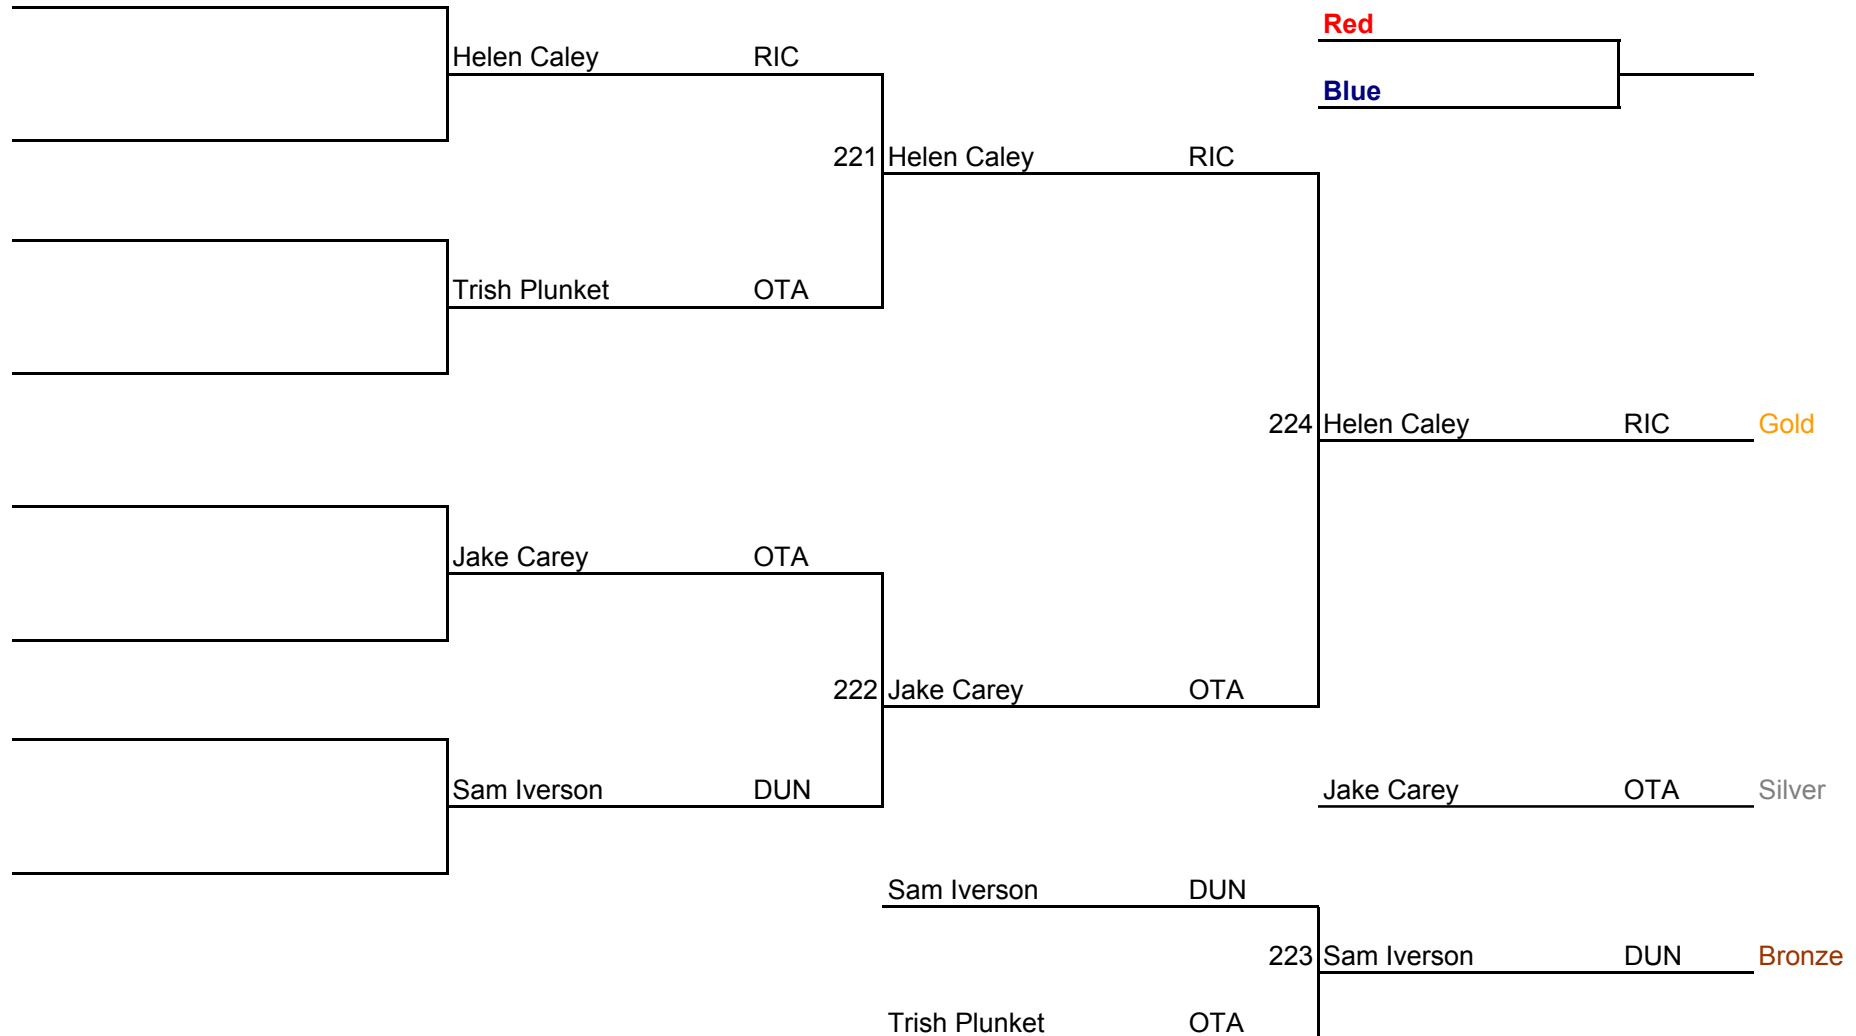 Red
Helen Caley RIC
Blue
221 Helen Caley RIC
Trish Plunket OTA
224 Helen Caley RIC Gold
Jake Carey OTA
222 Jake Carey OTA
Sam Iverson DUN
Jake Carey OTA Silver
Sam Iverson DUN
223 Sam Iverson DUN Bronze
Trish Plunket OTA